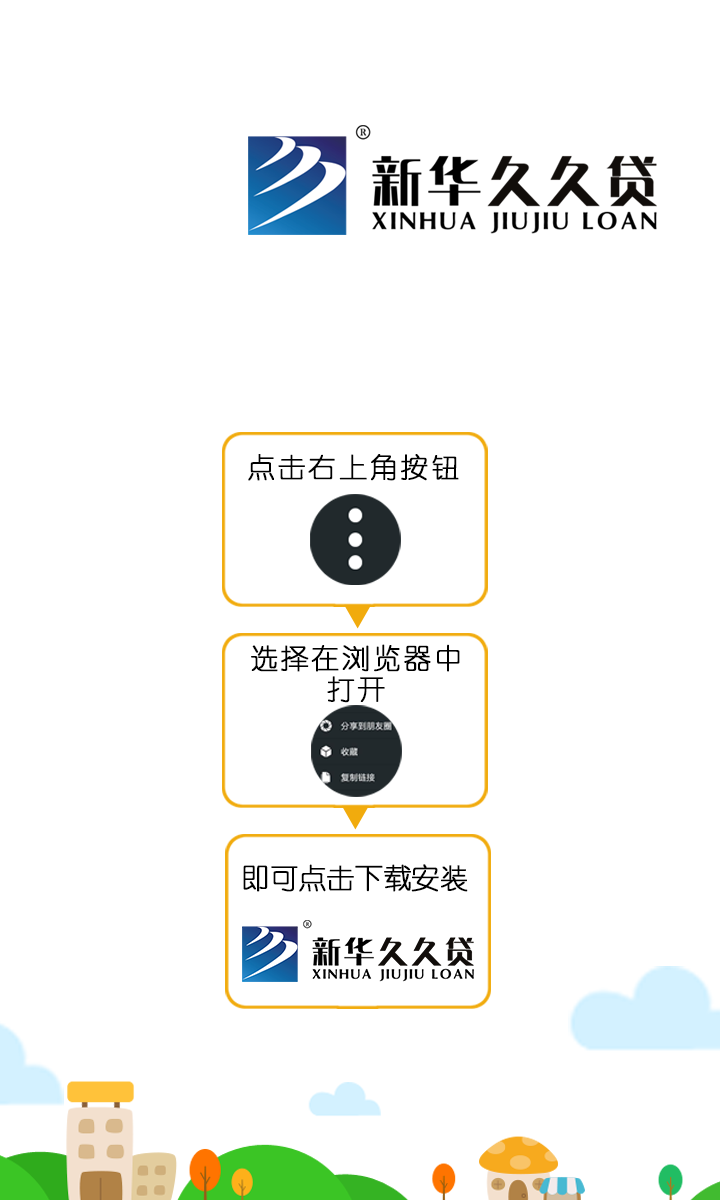 ®
新华久久贷
XINHUA JIUJIU LOAN
点击右上角按钮
选择在浏览器中
打开
分享到朋友圈
收藏
复制链接
即可点击下载安装
®
新华久久贷
XINHUA JIUJIU LOAN